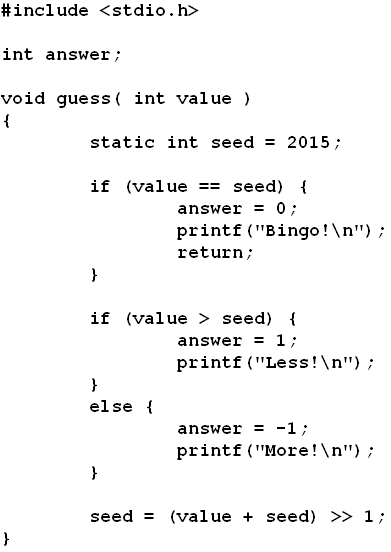 #include <stdio.h>
int answer;
void guess( int value )
{
static int seed = 2015;
if (value == seed) {
answer = 0;
printf("Bingo!\n");
return;
}
if (value > seed) {
answer = 1;
printf("Less!\n");
}
else {
answer = -1;
printf("More!\n");
}
seed = (value + seed) >> 1;
}